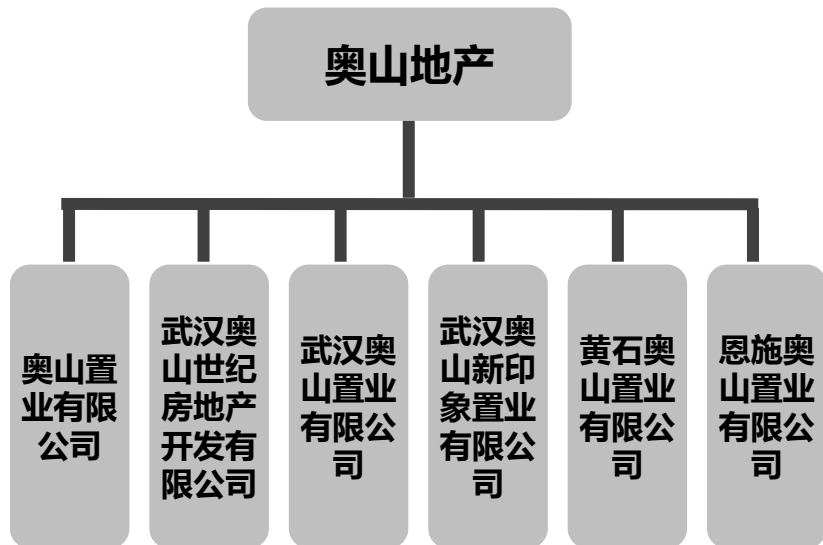 奥山地产
奥山置
业有限
公司
武汉奥
山世纪
房地产
开发有
限公司
武汉奥
山置业
有限公
司
武汉奥
山新印
象置业
有限公
司
黄石奥
山置业
有限公
司
恩施奥
山置业
有限公
司